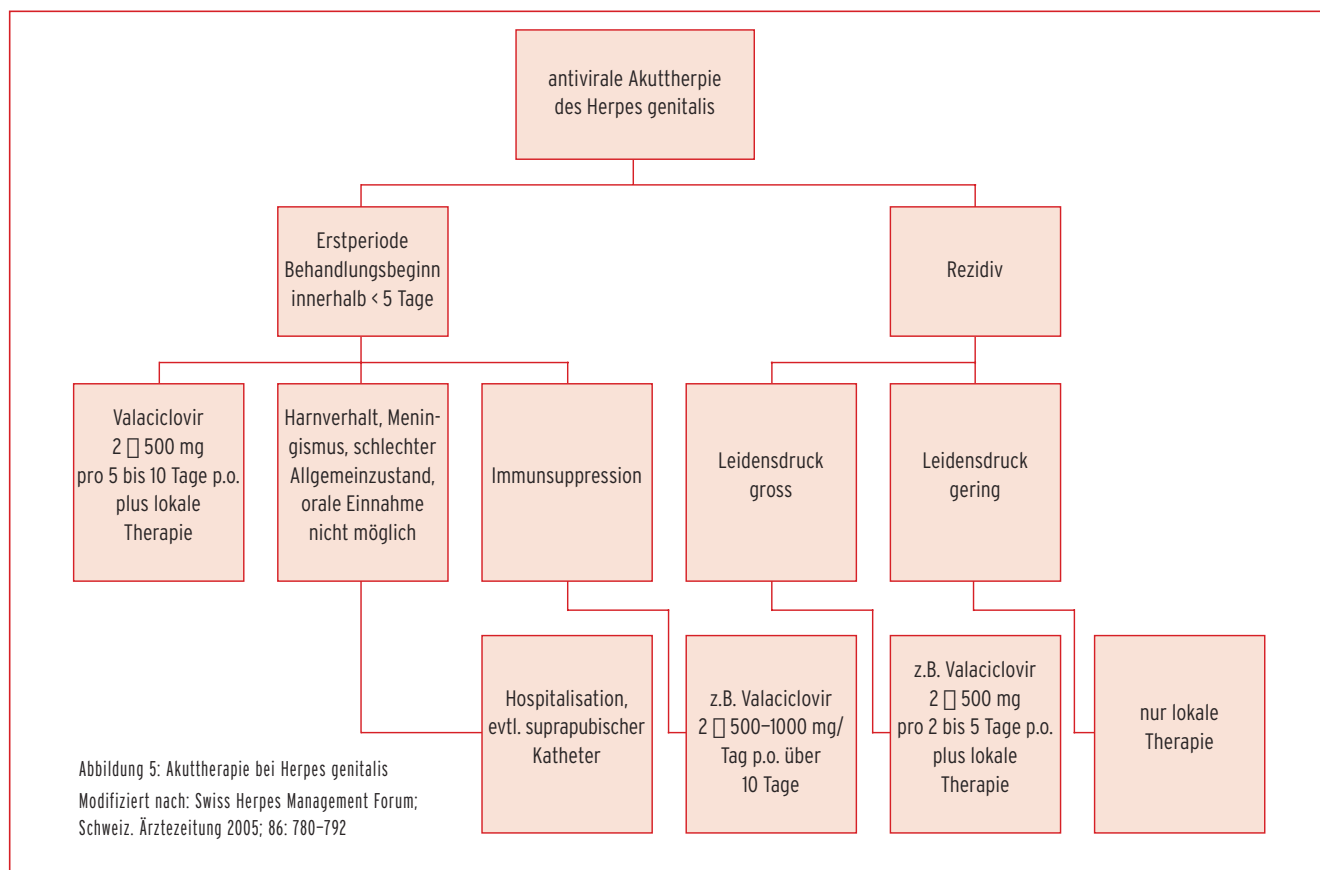 antivirale Akuttherpie
des Herpes genitalis
Erstperiode
Behandlungsbeginn
innerhalb < 5 Tage
Rezidiv
Valaciclovir
2 □ 500 mg
pro 5 bis 10 Tage p.o.
plus lokale
Therapie
Harnverhalt, Menin-
gismus, schlechter
Allgemeinzustand,
orale Einnahme
nicht möglich
Immunsuppression
Leidensdruck
gross
Leidensdruck
gering
Hospitalisation,
evtl. suprapubischer
Katheter
z.B. Valaciclovir
2 □ 500–1000 mg/
Tag p.o. über
10 Tage
z.B. Valaciclovir
2 □ 500 mg
pro 2 bis 5 Tage p.o.
plus lokale
Therapie
nur lokale
Therapie
Abbildung 5: Akuttherapie bei Herpes genitalis
Modifiziert nach: Swiss Herpes Management Forum;
Schweiz. Ärztezeitung 2005; 86: 780–792